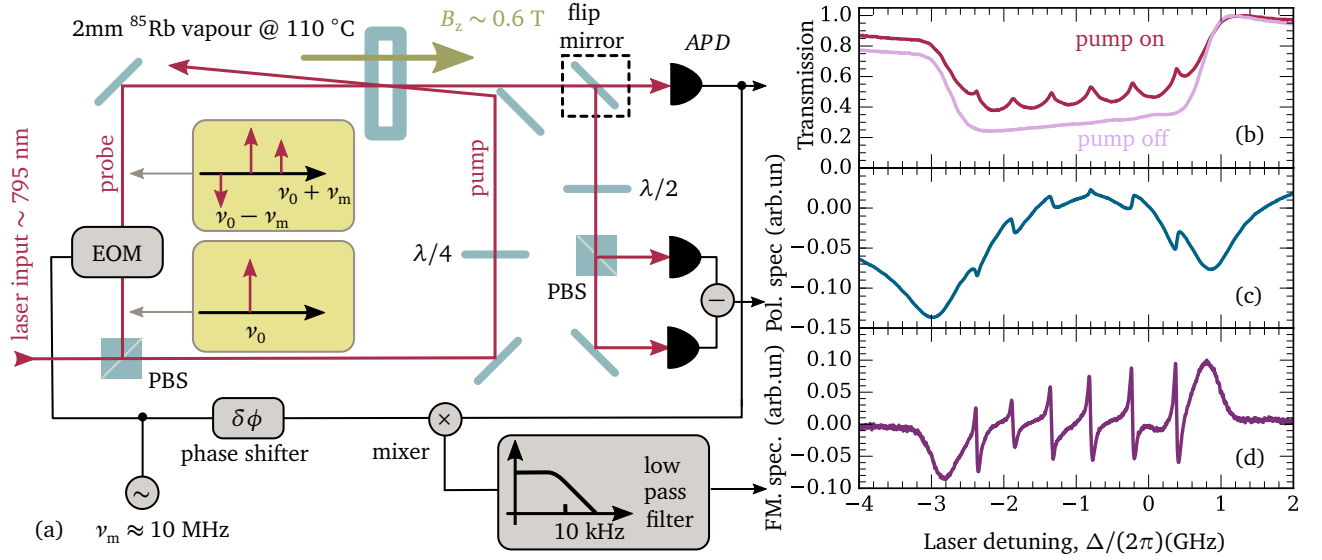 2mm ⁸⁵Rb vapour @ 110 °C
B_z ~ 0.6 T
flip
mirror
APD
probe
pump
laser input ~ 795 nm
ν₀ + ν_m
ν₀ − ν_m
EOM
ν₀
λ/4
λ/2
PBS
−
PBS
δϕ
phase shifter
×
mixer
~
ν_m ≈ 10 MHz
low
pass
filter
10 kHz
(a)
Transmission
1.0
0.8
0.6
0.4
0.2
0.0
pump on
pump off
(b)
Pol. spec (arb.un)
0.00
−0.05
−0.10
−0.15
(c)
FM. spec. (arb.un)
0.10
0.05
0.00
−0.05
−0.10
(d)
−4 −3 −2 −1 0 1 2
Laser detuning, Δ/(2π)(GHz)